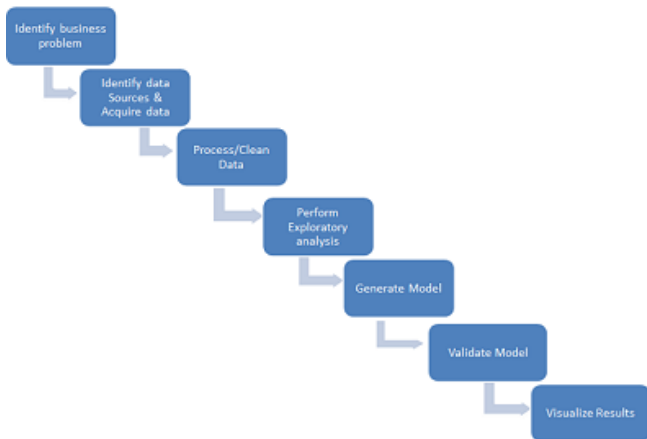 Identify business
problem
Identify data
Sources &
Acquire data
Process/Clean
Data
Perform
Exploratory
analysis
Generate Model
Validate Model
Visualize Results